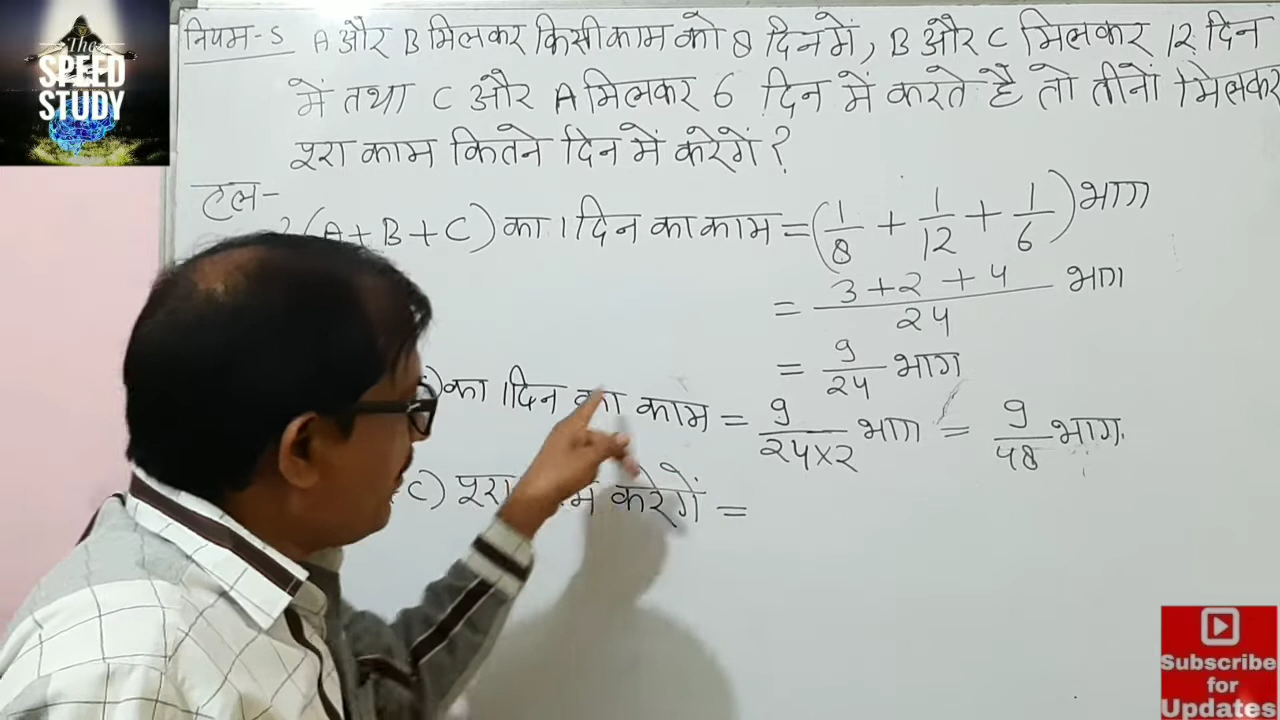 The
SPEED
STUDY
नियम-5 A और B मिलकर किसी काम को 8 दिन में, B और C मिलकर 12 दिन
में तथा C और A मिलकर 6 दिन में करते है तो तीनों मिलकर
पूरा काम कितने दिन में करेगें ?
हल-
2(A+B+C) का 1 दिन का काम = (1/8 + 1/12 + 1/6) भाग
= 3+2+4/24 भाग
= 9/24 भाग
) का 1 दिन का काम = 9/24×2 भाग = 9/48 भाग.
C) पूरा करेगें =
Subscribe
for
Updates